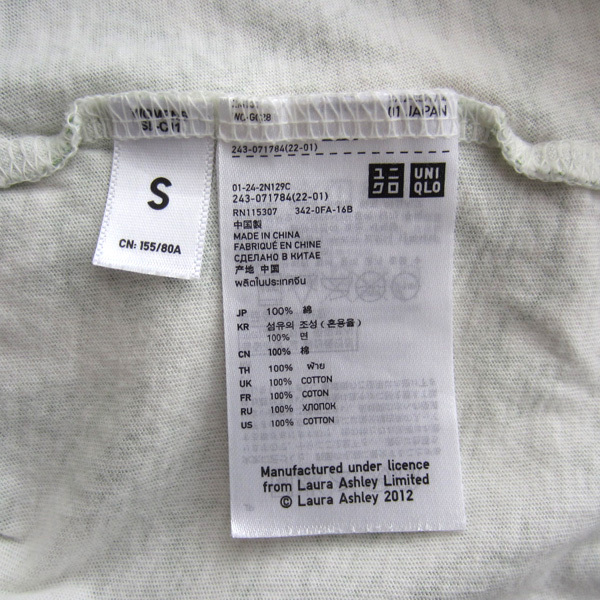 S
CN: 155/80A
01 JAPAN
243-071784(22-01)
ユニクロ
UNIQLO
01-24-2N129C
243-071784(22-01)
RN115307 342-0FA-16B
中国製
MADE IN CHINA
FABRIQUÉ EN CHINE
СДЕЛАНО В КИТАЕ
产地 中国
ผลิตในประเทศจีน
JP 100% 綿
KR 섬유의 조성 (혼용율)
100% 면
CN 100% 棉
TH 100% ฝ้าย
UK 100% COTTON
FR 100% COTON
RU 100% ХЛОПОК
US 100% COTTON
Manufactured under licence
from Laura Ashley Limited
© Laura Ashley 2012